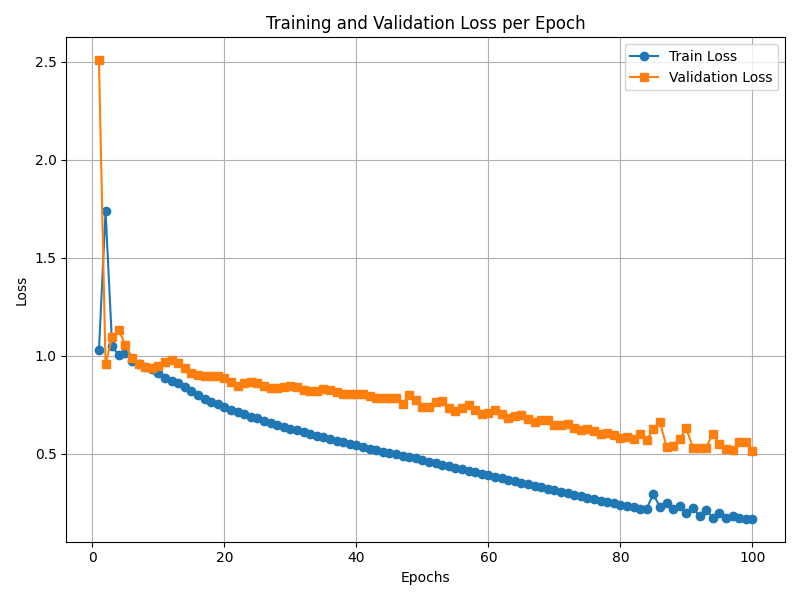 Training and Validation Loss per Epoch
Train Loss
Validation Loss
2.5
2.0
1.5
1.0
0.5
Loss
0 20 40 60 80 100
Epochs